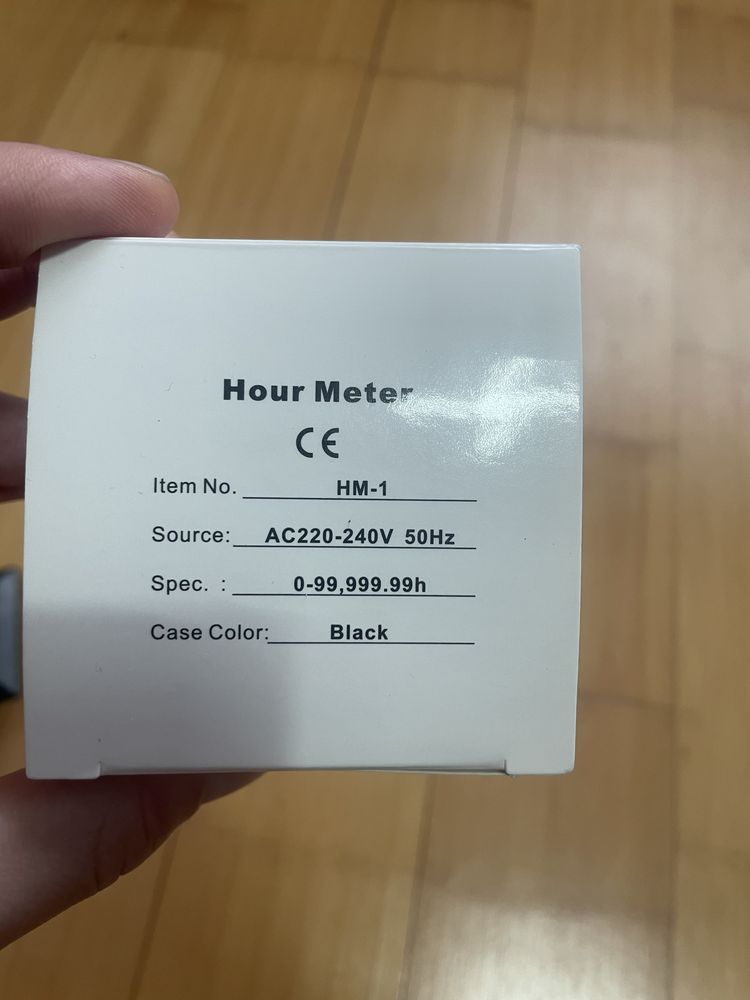 Hour Meter
CE
Item No. HM-1
Source: AC220-240V 50Hz
Spec. : 0-99,999.99h
Case Color: Black